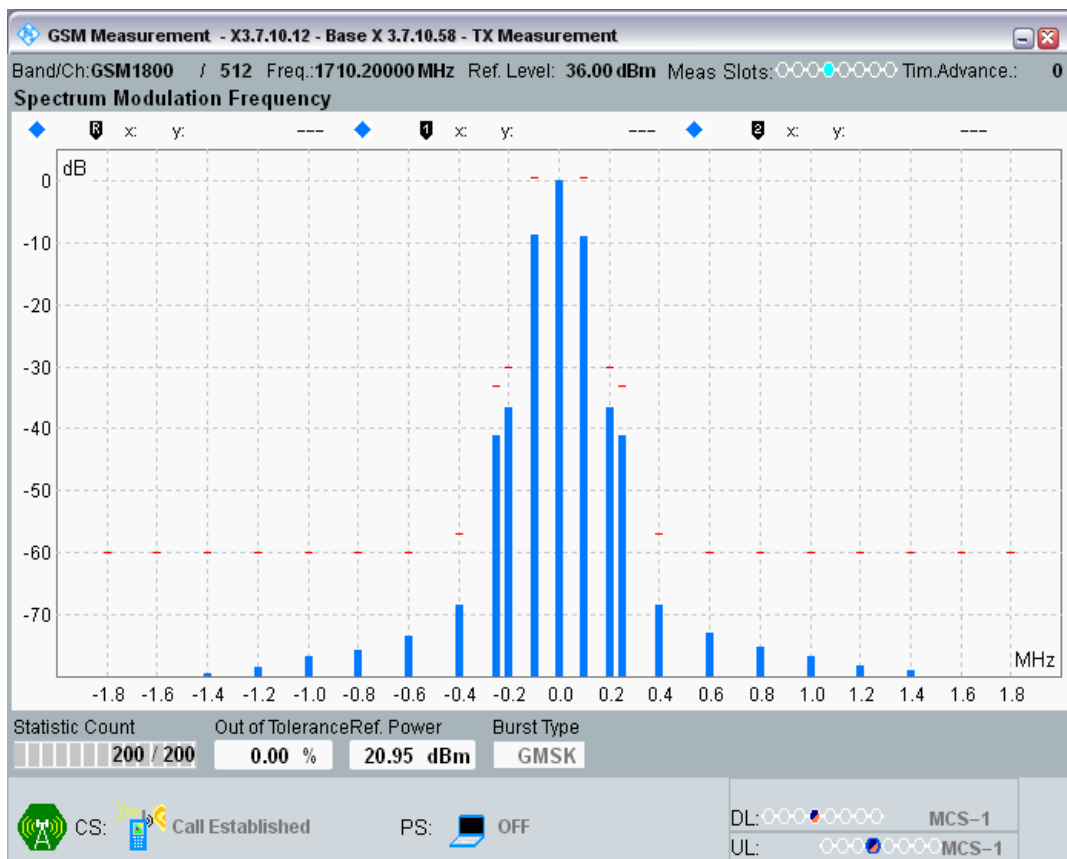 GSM Measurement - X3.7.10.12 - Base X 3.7.10.58 - TX Measurement
Band/Ch:GSM1800 / 512 Freq.:1710.20000 MHz Ref. Level: 36.00 dBm Meas Slots: Tim.Advance.: 0
Spectrum Modulation Frequency
R x: y: --- 1 x: y: --- 2 x: y: ---
dB
0
-10
-20
-30
-40
-50
-60
-70
MHz
-1.8 -1.6 -1.4 -1.2 -1.0 -0.8 -0.6 -0.4 -0.2 0.0 0.2 0.4 0.6 0.8 1.0 1.2 1.4 1.6 1.8
Statistic Count Out of Tolerance Ref. Power Burst Type
200 / 200 0.00 % 20.95 dBm GMSK
CS: Call Established PS: OFF
DL: MCS-1
UL: MCS-1